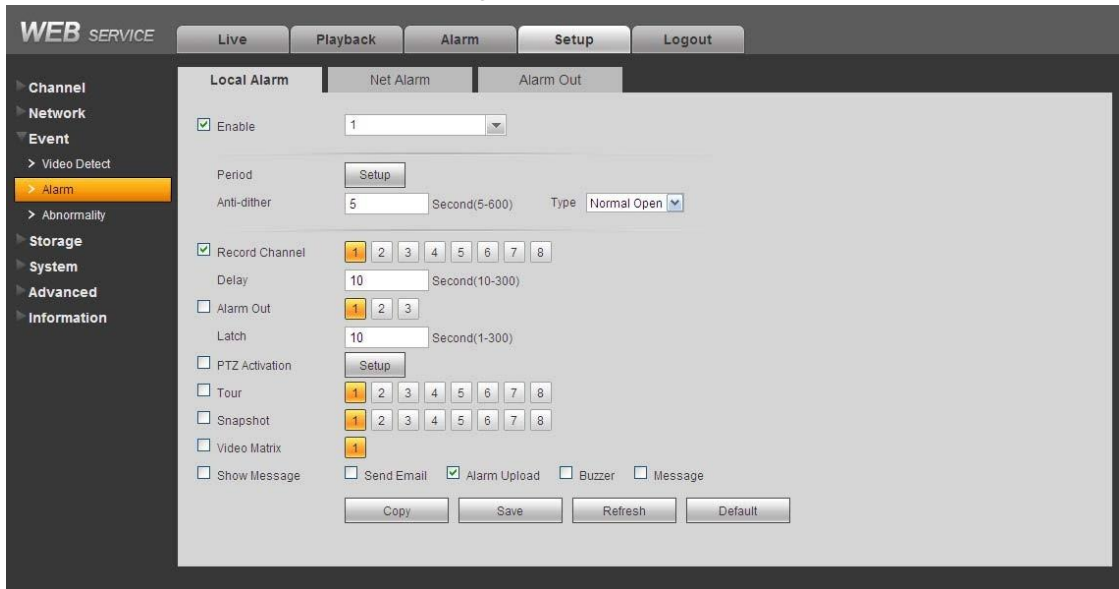 WEB SERVICE
Live Playback Alarm Setup Logout
Channel
Network
Event
> Video Detect
> Alarm
> Abnormality
Storage
System
Advanced
Information
Local Alarm Net Alarm Alarm Out
Enable 1
Period Setup
Anti-dither 5 Second(5-600) Type Normal Open
Record Channel 1 2 3 4 5 6 7 8
Delay 10 Second(10-300)
Alarm Out 1 2 3
Latch 10 Second(1-300)
PTZ Activation Setup
Tour 1 2 3 4 5 6 7 8
Snapshot 1 2 3 4 5 6 7 8
Video Matrix 1
Show Message Send Email Alarm Upload Buzzer Message
Copy Save Refresh Default